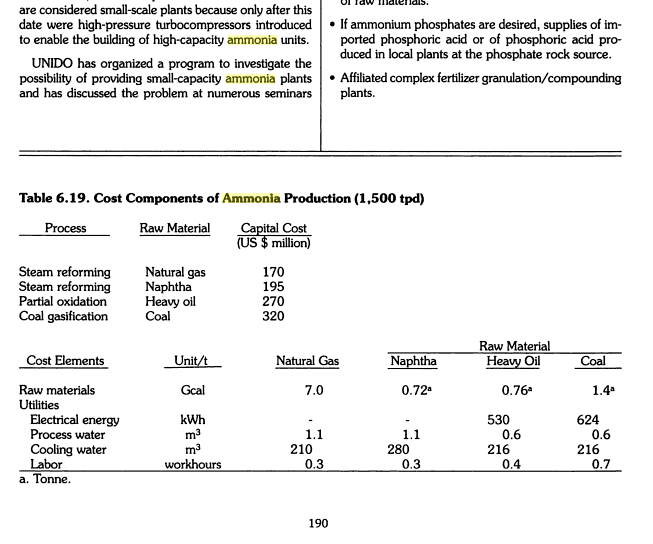 are considered small-scale plants because only after this
date were high-pressure turbocompressors introduced
to enable the building of high-capacity ammonia units.
UNIDO has organized a program to investigate the
possibility of providing small-capacity ammonia plants
and has discussed the problem at numerous seminars
of raw materials.
• If ammonium phosphates are desired, supplies of im-
ported phosphoric acid or of phosphoric acid pro-
duced in local plants at the phosphate rock source.
• Affiliated complex fertilizer granulation/compounding
plants.
Table 6.19. Cost Components of Ammonia Production (1,500 tpd)
Process Raw Material Capital Cost
(US $ million)
Steam reforming Natural gas 170
Steam reforming Naphtha 195
Partial oxidation Heavy oil 270
Coal gasification Coal 320
Raw Material
Cost Elements Unit/t Natural Gas Naphtha Heavy Oil Coal
Raw materials Gcal 7.0 0.72ᵃ 0.76ᵃ 1.4ᵃ
Utilities
Electrical energy kWh - - 530 624
Process water m³ 1.1 1.1 0.6 0.6
Cooling water m³ 210 280 216 216
Labor workhours 0.3 0.3 0.4 0.7
a. Tonne.
190